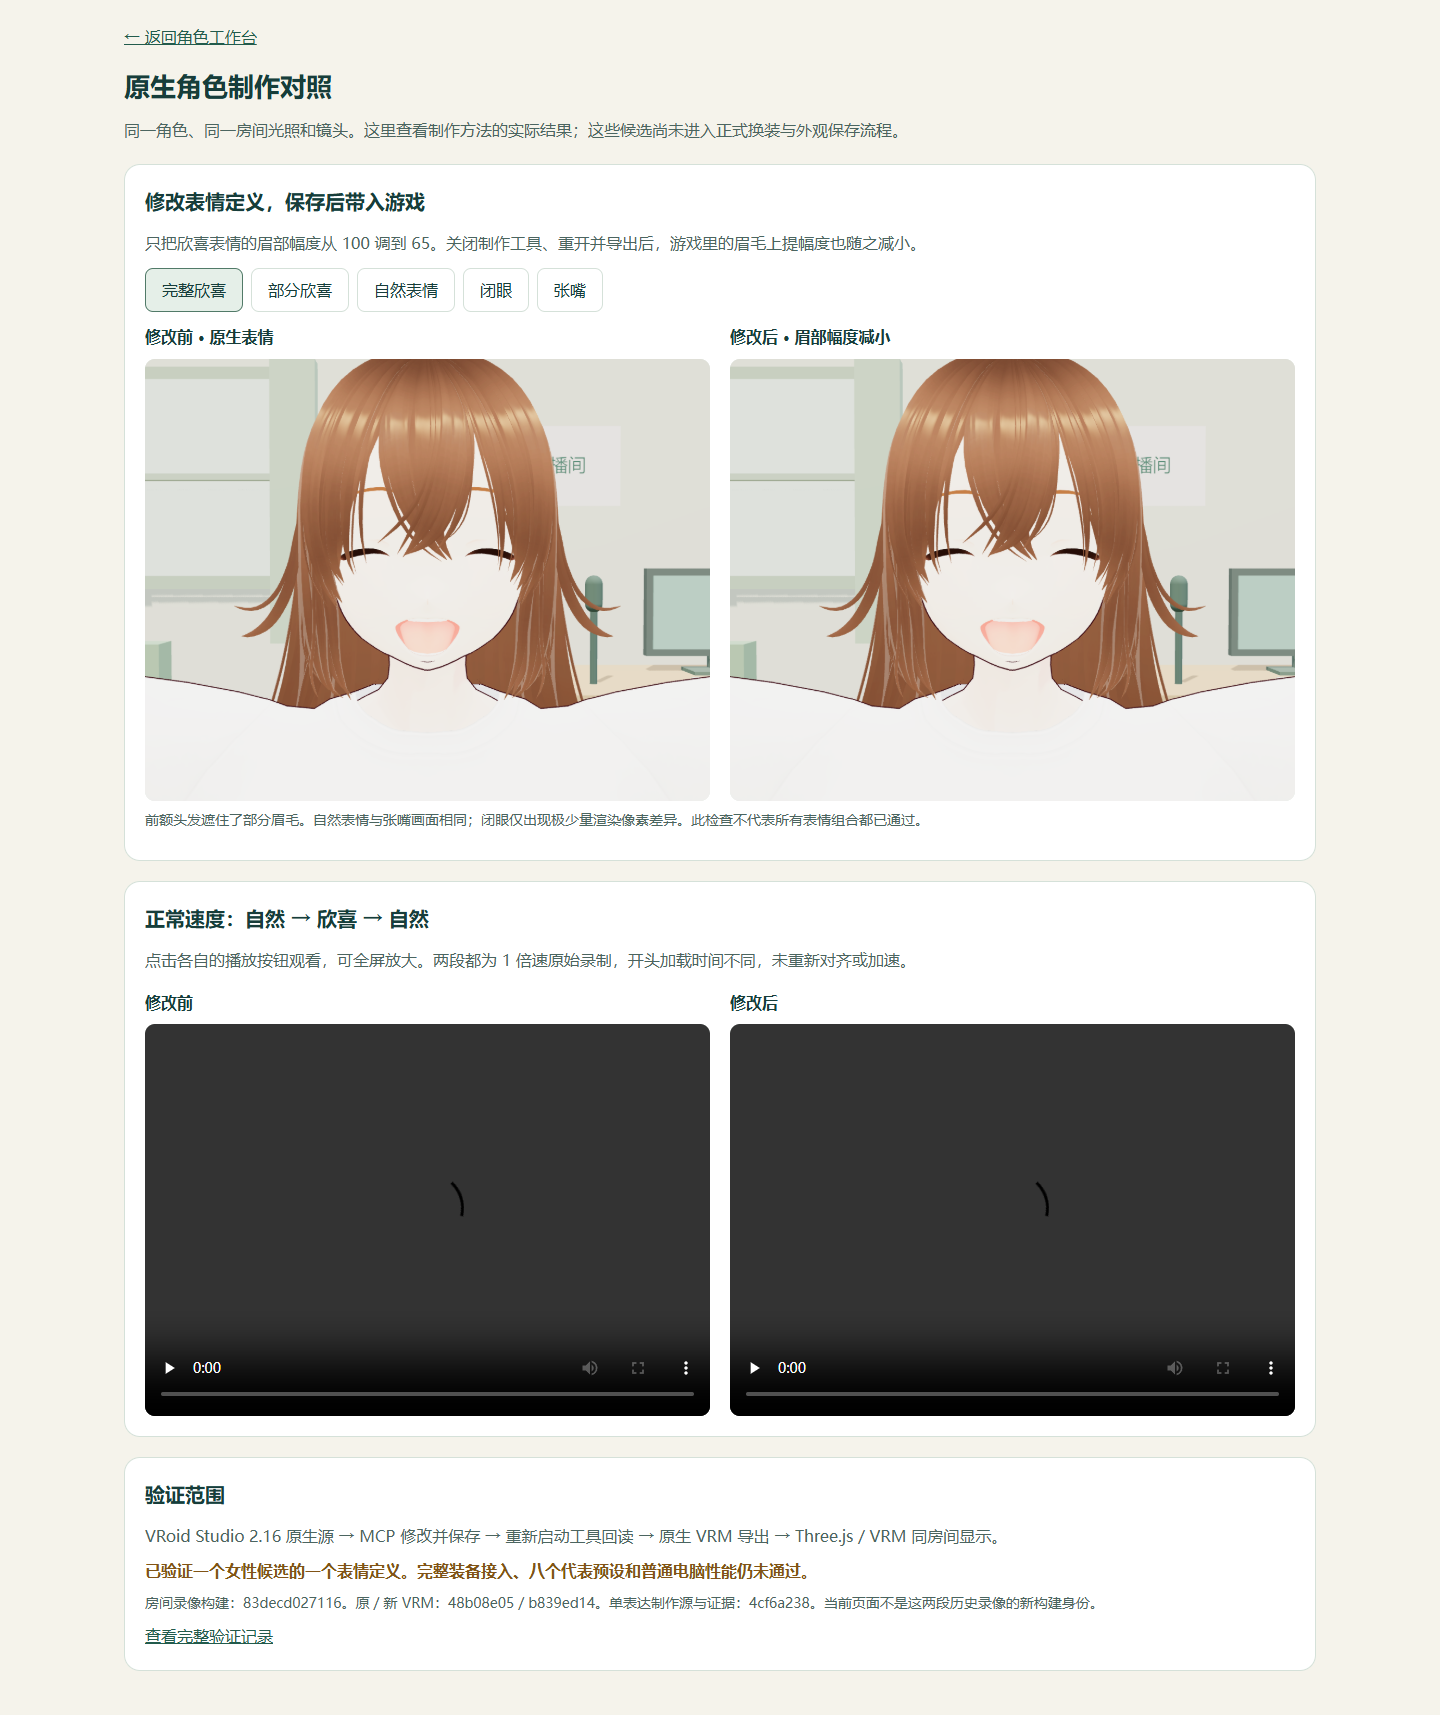 ← 返回角色工作台
原生角色制作对照
同一角色、同一房间光照和镜头。这里查看制作方法的实际结果；这些候选尚未进入正式换装与外观保存流程。
修改表情定义，保存后带入游戏
只把欣喜表情的眉部幅度从 100 调到 65。关闭制作工具、重开并导出后，游戏里的眉毛上提幅度也随之减小。
完整欣喜 部分欣喜 自然表情 闭眼 张嘴
修改前 • 原生表情
修改后 • 眉部幅度减小
播间
播间
前额头发遮住了部分眉毛。自然表情与张嘴画面相同；闭眼仅出现极少量渲染像素差异。此检查不代表所有表情组合都已通过。
正常速度：自然 → 欣喜 → 自然
点击各自的播放按钮观看，可全屏放大。两段都为 1 倍速原始录制，开头加载时间不同，未重新对齐或加速。
修改前
修改后
0:00
0:00
验证范围
VRoid Studio 2.16 原生源 → MCP 修改并保存 → 重新启动工具回读 → 原生 VRM 导出 → Three.js / VRM 同房间显示。
已验证一个女性候选的一个表情定义。完整装备接入、八个代表预设和普通电脑性能仍未通过。
房间录像构建：83decd027116。原 / 新 VRM：48b08e05 / b839ed14。单表达制作源与证据：4cf6a238。当前页面不是这两段历史录像的新构建身份。
查看完整验证记录